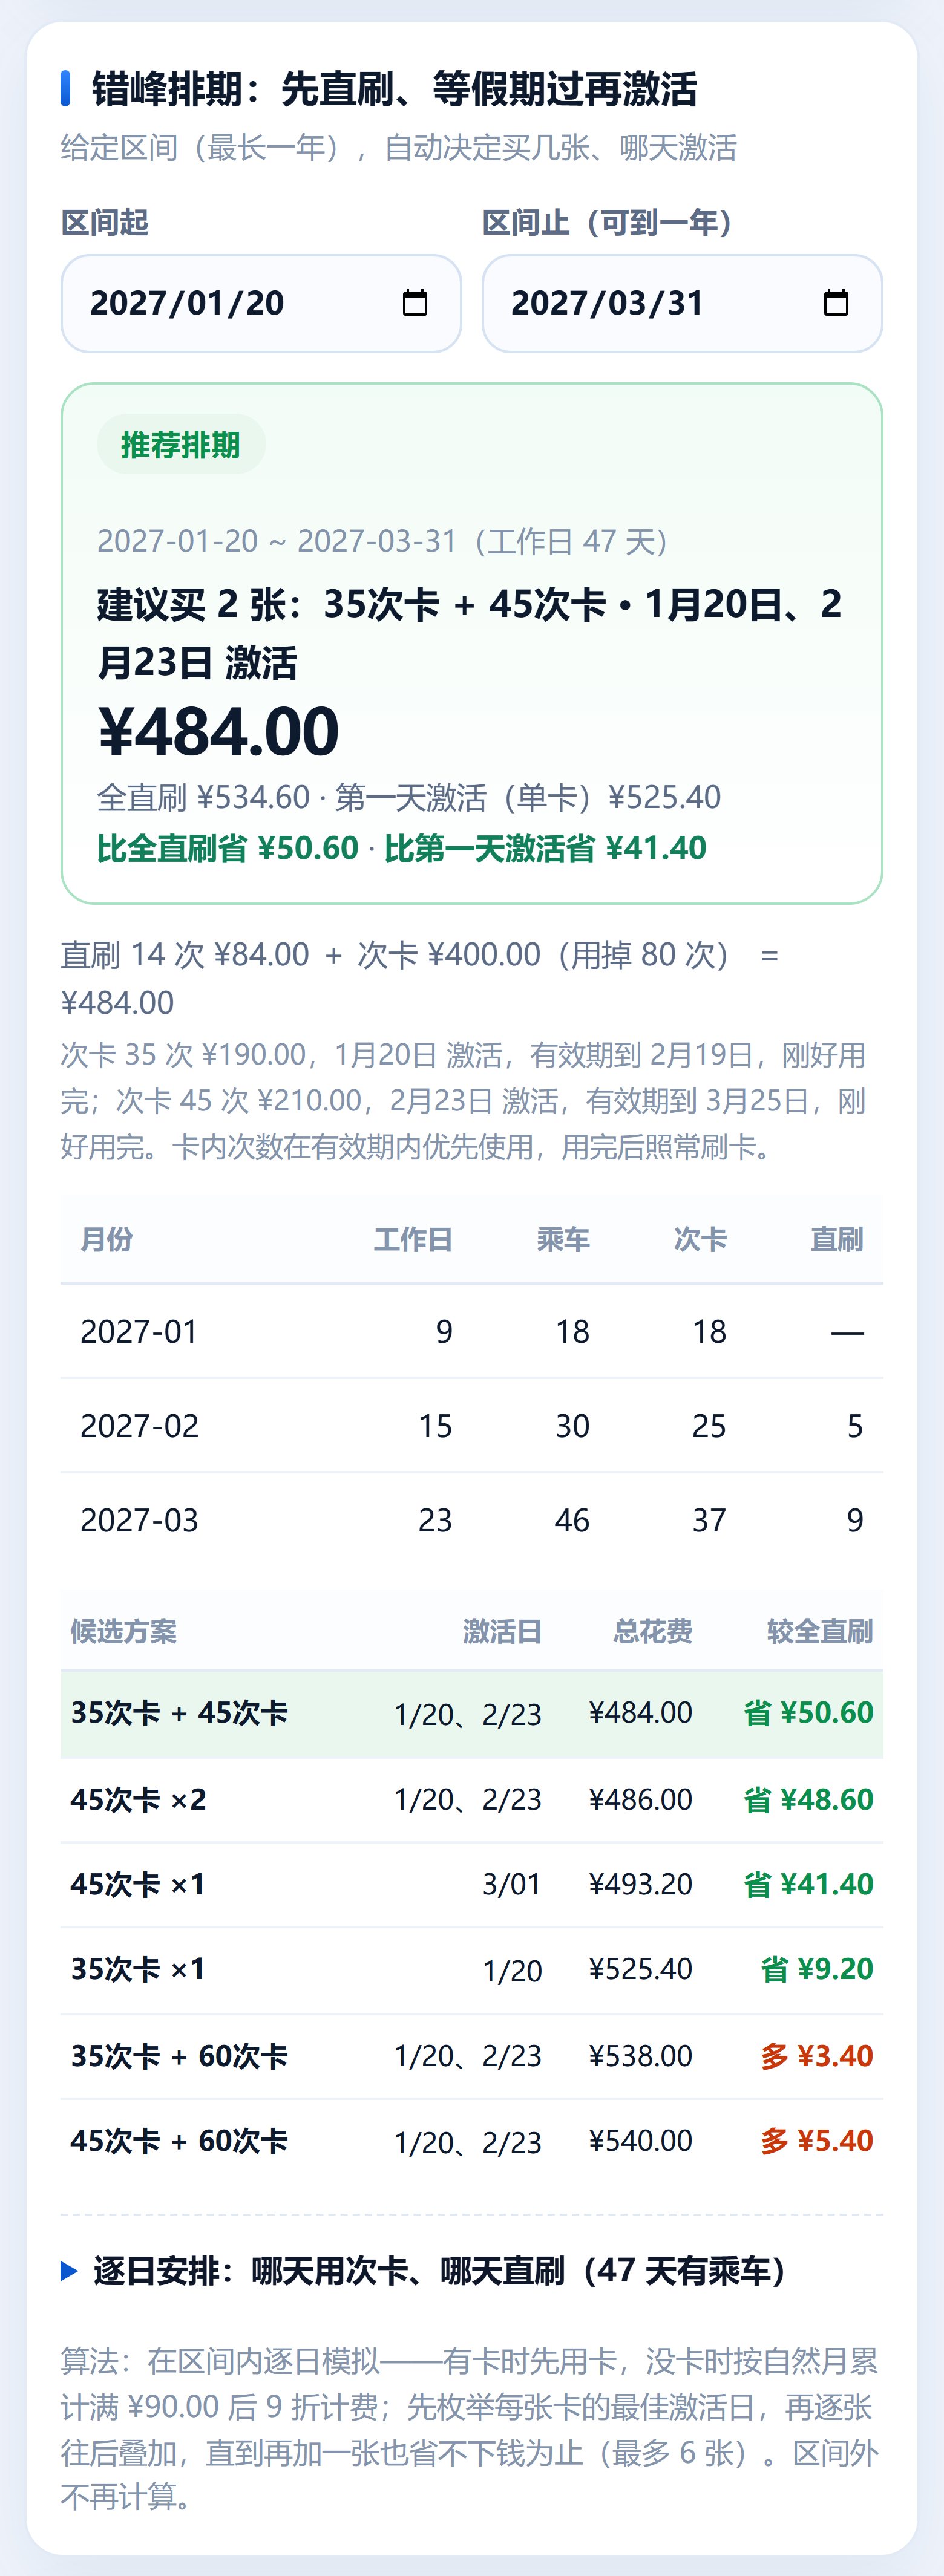 错峰排期：先直刷、等假期过再激活
给定区间（最长一年），自动决定买几张、哪天激活
区间起 区间止（可到一年）
2027/01/20 2027/03/31
推荐排期
2027-01-20 ~ 2027-03-31（工作日 47 天）
建议买 2 张：35次卡 + 45次卡 • 1月20日、2
月23日 激活
¥484.00
全直刷 ¥534.60 · 第一天激活（单卡）¥525.40
比全直刷省 ¥50.60 · 比第一天激活省 ¥41.40
直刷 14 次 ¥84.00 + 次卡 ¥400.00（用掉 80 次） =
¥484.00
次卡 35 次 ¥190.00，1月20日 激活，有效期到 2月19日，刚好用
完；次卡 45 次 ¥210.00，2月23日 激活，有效期到 3月25日，刚
好用完。卡内次数在有效期内优先使用，用完后照常刷卡。
月份 工作日 乘车 次卡 直刷
2027-01 9 18 18 —
2027-02 15 30 25 5
2027-03 23 46 37 9
候选方案 激活日 总花费 较全直刷
35次卡 + 45次卡 1/20、2/23 ¥484.00 省 ¥50.60
45次卡 ×2 1/20、2/23 ¥486.00 省 ¥48.60
45次卡 ×1 3/01 ¥493.20 省 ¥41.40
35次卡 ×1 1/20 ¥525.40 省 ¥9.20
35次卡 + 60次卡 1/20、2/23 ¥538.00 多 ¥3.40
45次卡 + 60次卡 1/20、2/23 ¥540.00 多 ¥5.40
逐日安排：哪天用次卡、哪天直刷（47 天有乘车）
算法：在区间内逐日模拟——有卡时先用卡，没卡时按自然月累
计满 ¥90.00 后 9 折计费；先枚举每张卡的最佳激活日，再逐张
往后叠加，直到再加一张也省不下钱为止（最多 6 张）。区间外
不再计算。